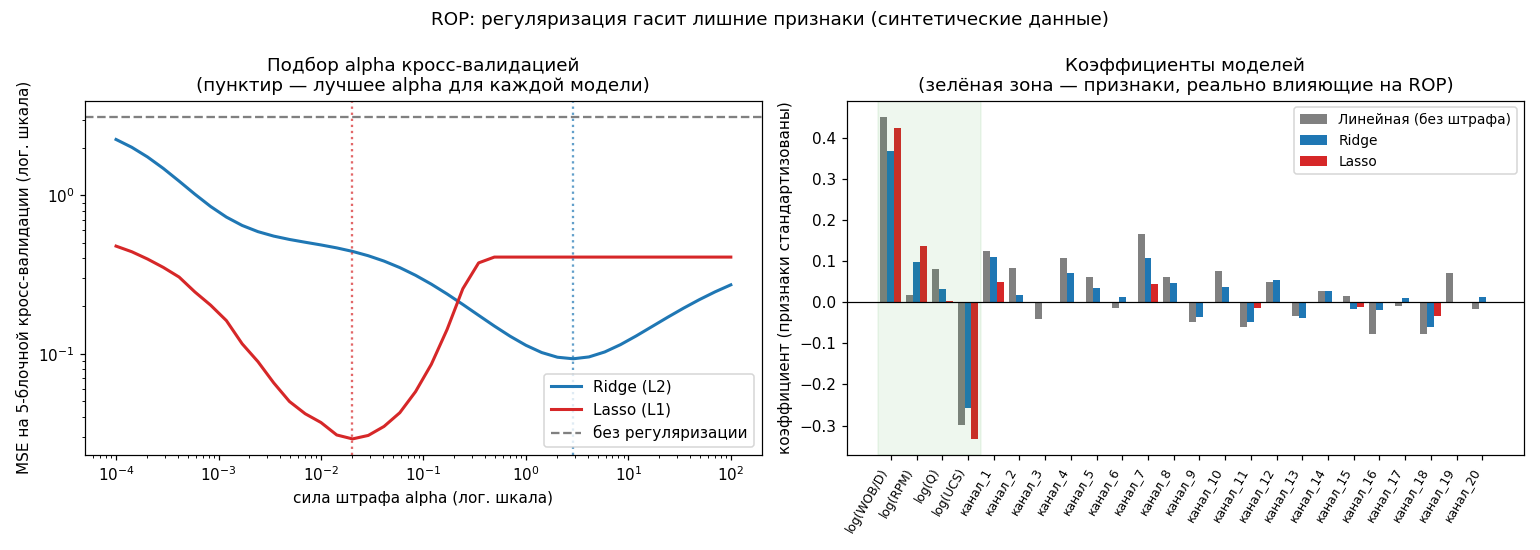 ROP: регуляризация гасит лишние признаки (синтетические данные)
Подбор alpha кросс-валидацией
(пунктир — лучшее alpha для каждой модели)
MSE на 5-блочной кросс-валидации (лог. шкала)
10⁰
10⁻¹
10⁻⁴
10⁻³
10⁻²
10⁻¹
10⁰
10¹
10²
сила штрафа alpha (лог. шкала)
Ridge (L2)
Lasso (L1)
без регуляризации
Коэффициенты моделей
(зелёная зона — признаки, реально влияющие на ROP)
коэффициент (признаки стандартизованы)
0.4
0.3
0.2
0.1
0.0
−0.1
−0.2
−0.3
Линейная (без штрафа)
Ridge
Lasso
log(WOB/D)
log(RPM)
log(Q)
log(UCS)
канал_1
канал_2
канал_3
канал_4
канал_5
канал_6
канал_7
канал_8
канал_9
канал_10
канал_11
канал_12
канал_13
канал_14
канал_15
канал_16
канал_17
канал_18
канал_19
канал_20